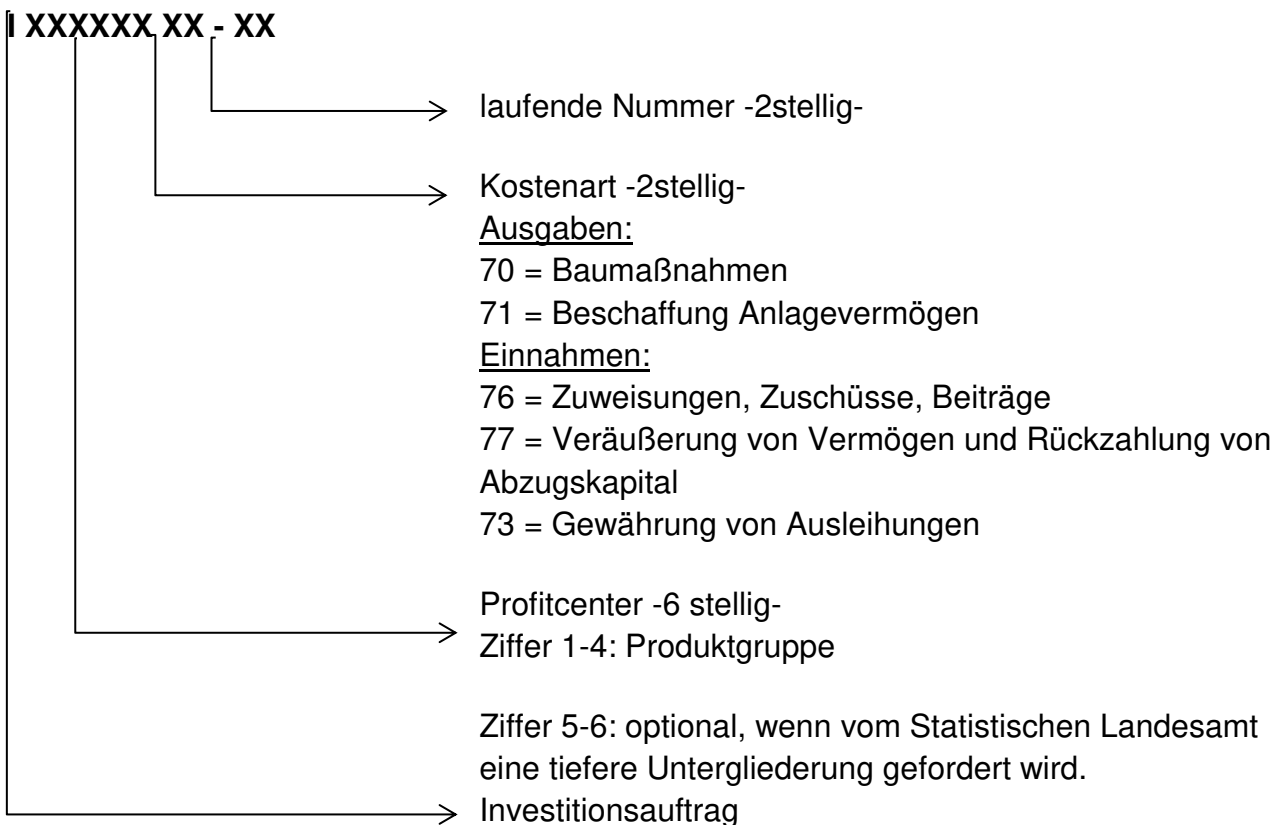 I XXXXXX XX - XX
laufende Nummer -2stellig-
Kostenart -2stellig-
Ausgaben:
70 = Baumaßnahmen
71 = Beschaffung Anlagevermögen
Einnahmen:
76 = Zuweisungen, Zuschüsse, Beiträge
77 = Veräußerung von Vermögen und Rückzahlung von
Abzugskapital
73 = Gewährung von Ausleihungen
Profitcenter -6 stellig-
Ziffer 1-4: Produktgruppe
Ziffer 5-6: optional, wenn vom Statistischen Landesamt
eine tiefere Untergliederung gefordert wird.
Investitionsauftrag